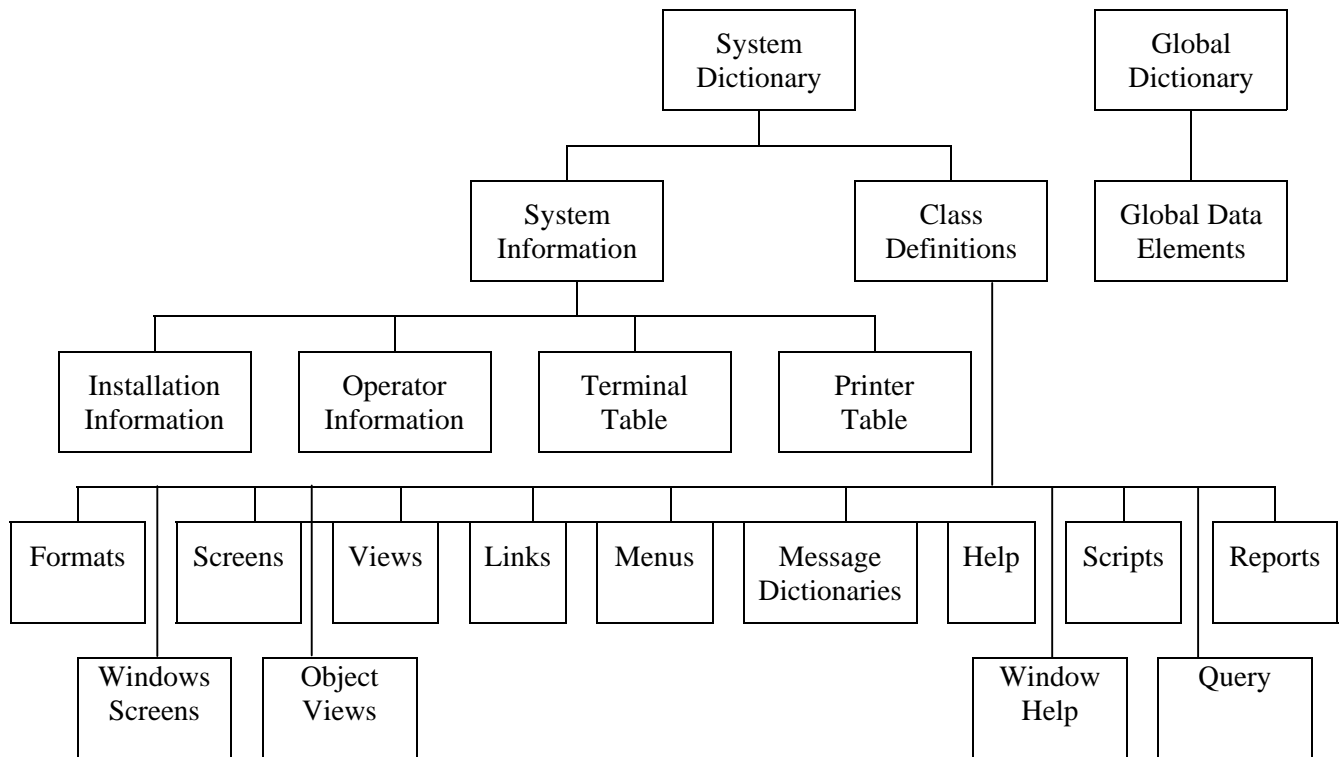 System
Dictionary
Global
Dictionary
System
Information
Class
Definitions
Global Data
Elements
Installation
Information
Operator
Information
Terminal
Table
Printer
Table
Formats
Screens
Views
Links
Menus
Message
Dictionaries
Help
Scripts
Reports
Windows
Screens
Object
Views
Window
Help
Query